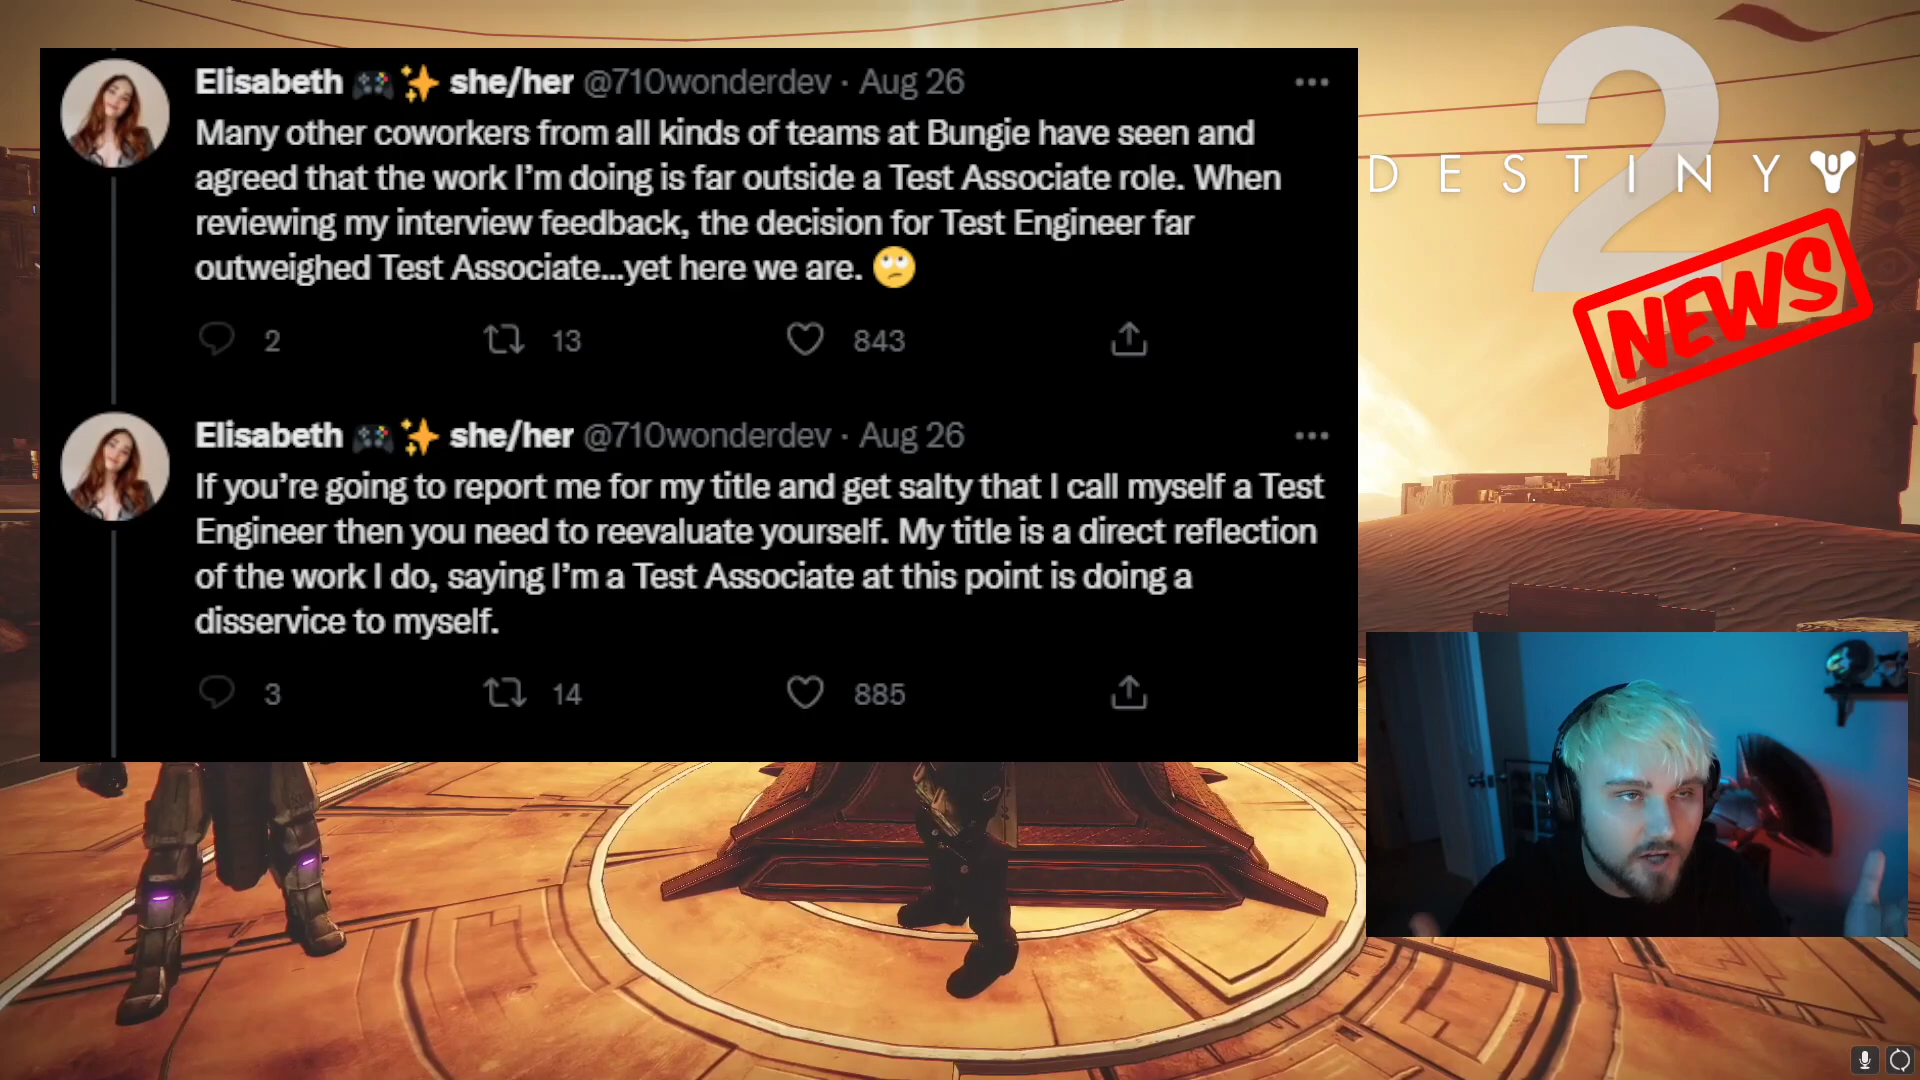 Elisabeth 🎮✨ she/her @710wonderdev · Aug 26
Many other coworkers from all kinds of teams at Bungie have seen and
agreed that the work I'm doing is far outside a Test Associate role. When
reviewing my interview feedback, the decision for Test Engineer far
outweighed Test Associate...yet here we are. 🙄
2 13 843
Elisabeth 🎮✨ she/her @710wonderdev · Aug 26
If you're going to report me for my title and get salty that I call myself a Test
Engineer then you need to reevaluate yourself. My title is a direct reflection
of the work I do, saying I'm a Test Associate at this point is doing a
disservice to myself.
3 14 885
2
DESTINY
NEWS